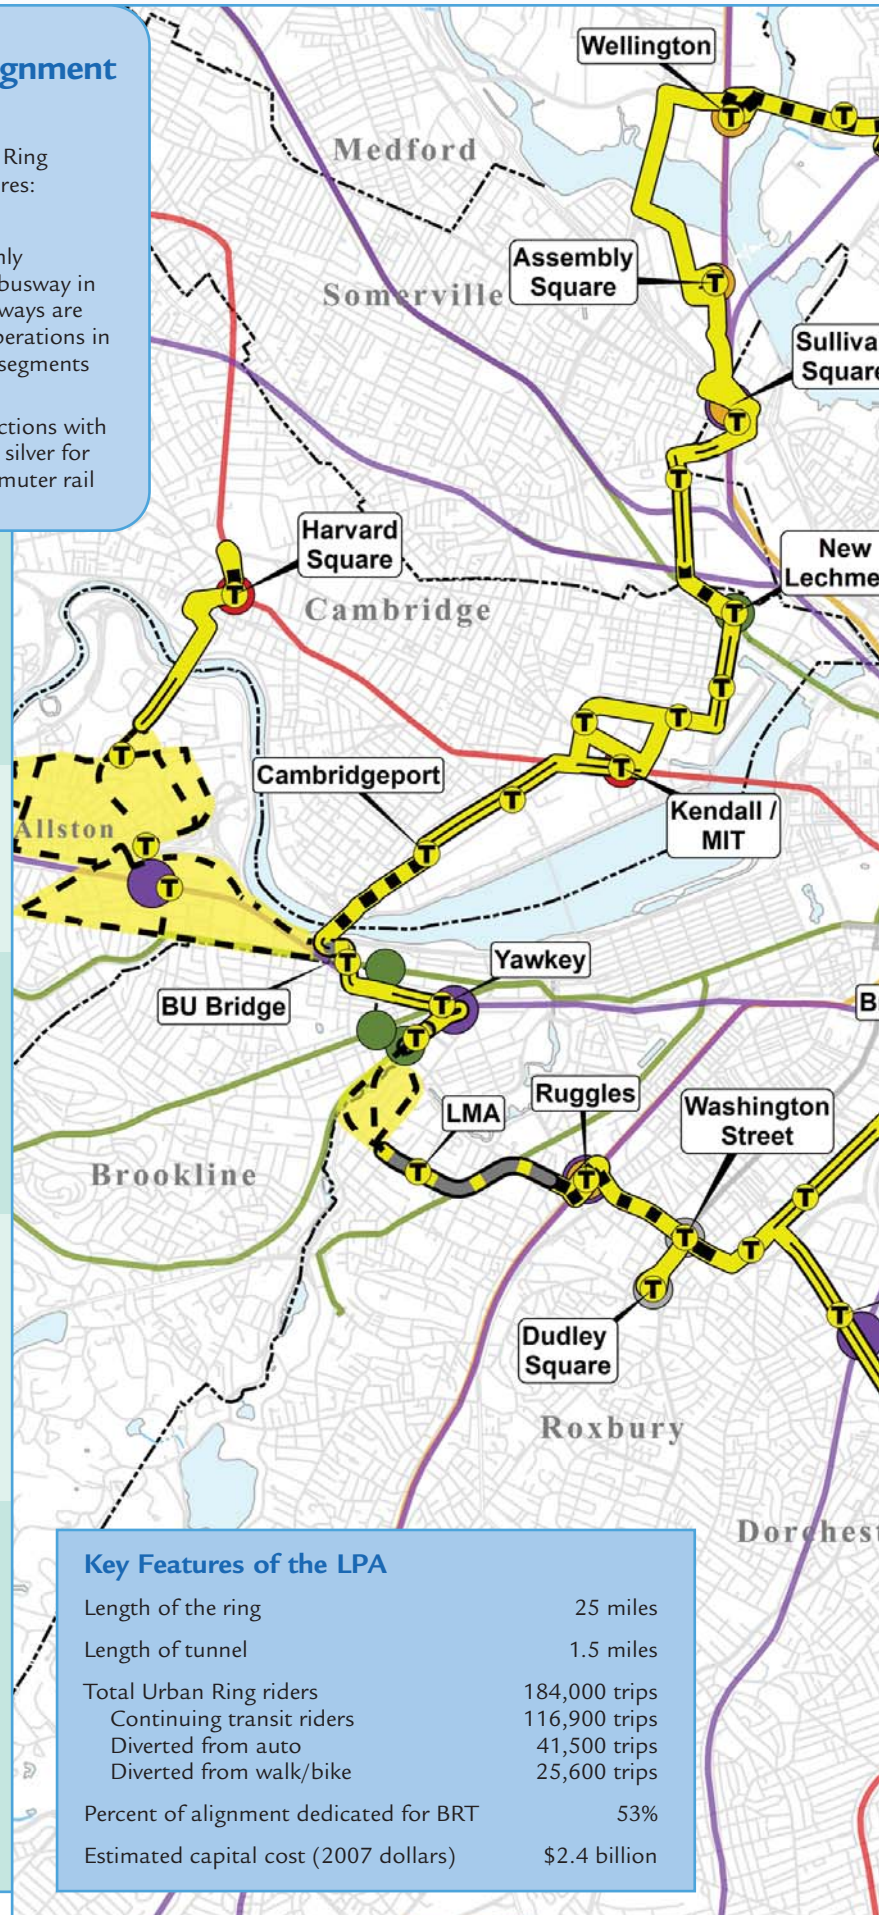 gnment
Ring
res:
nly
busway in
ways are
perations in
segments
ctions with
silver for
muter rail
Wellington
Medford
Assembly
Square
Somerville
Sulliva
Square
T
T
T
T
T
T
Harvard
Square
T
New
Lechme
T
Cambridge
T
T
T
T
Cambridgeport
T
T
Kendall /
MIT
T
Allston
T
T
T
Yawkey
BU Bridge
T
T
B
LMA
Ruggles
Washington
Street
Brookline
T
T
T
T
T
T
Dudley
Square
T
Roxbury
Dorchest
Key Features of the LPA
Length of the ring 25 miles
Length of tunnel 1.5 miles
Total Urban Ring riders 184,000 trips
Continuing transit riders 116,900 trips
Diverted from auto 41,500 trips
Diverted from walk/bike 25,600 trips
Percent of alignment dedicated for BRT 53%
Estimated capital cost (2007 dollars) $2.4 billion